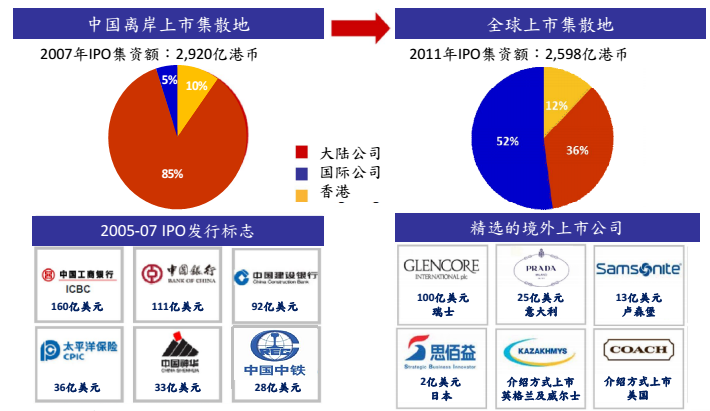 中国离岸上市集散地
全球上市集散地
2007年IPO集资额：2,920亿港币
2011年IPO集资额：2,598亿港币
5%
10%
85%
12%
52%
36%
大陆公司
国际公司
香港
2005-07 IPO发行标志
精选的境外上市公司
中国工商银行
ICBC
160亿美元
中国银行
BANK OF CHINA
111亿美元
中国建设银行
China Construction Bank
92亿美元
GLENCORE
INTERNATIONAL plc
100亿美元
瑞士
PRADA
25亿美元
意大利
Samsonite
13亿美元
卢森堡
太平洋保险
CPIC
36亿美元
中国神华
CHINA SHENHUA
33亿美元
CREC
中国中铁
28亿美元
思佰益
Strategic Business Innovator
2亿美元
日本
KAZAKHMYS
介绍方式上市
英格兰及威尔士
COACH
介绍方式上市
美国